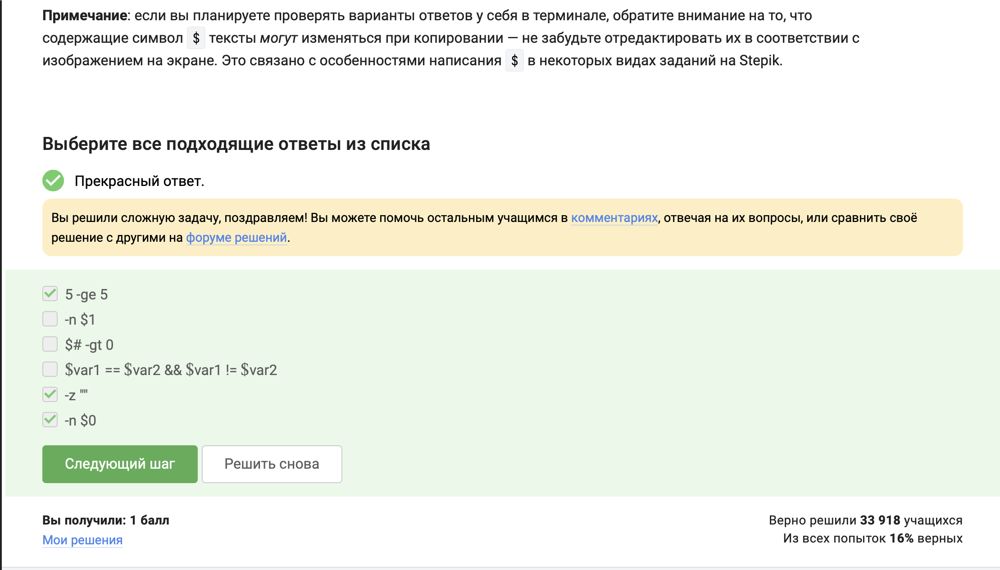 Примечание: если вы планируете проверять варианты ответов у себя в терминале, обратите внимание на то, что
содержащие символ $ тексты могут изменяться при копировании — не забудьте отредактировать их в соответствии с
изображением на экране. Это связано с особенностями написания $ в некоторых видах заданий на Stepik.
Выберите все подходящие ответы из списка
Прекрасный ответ.
Вы решили сложную задачу, поздравляем! Вы можете помочь остальным учащимся в комментариях, отвечая на их вопросы, или сравнить своё
решение с другими на форуме решений.
5 -ge 5
-n $1
$# -gt 0
$var1 == $var2 && $var1 != $var2
-z ""
-n $0
Следующий шаг
Решить снова
Вы получили: 1 балл
Мои решения
Верно решили 33 918 учащихся
Из всех попыток 16% верных